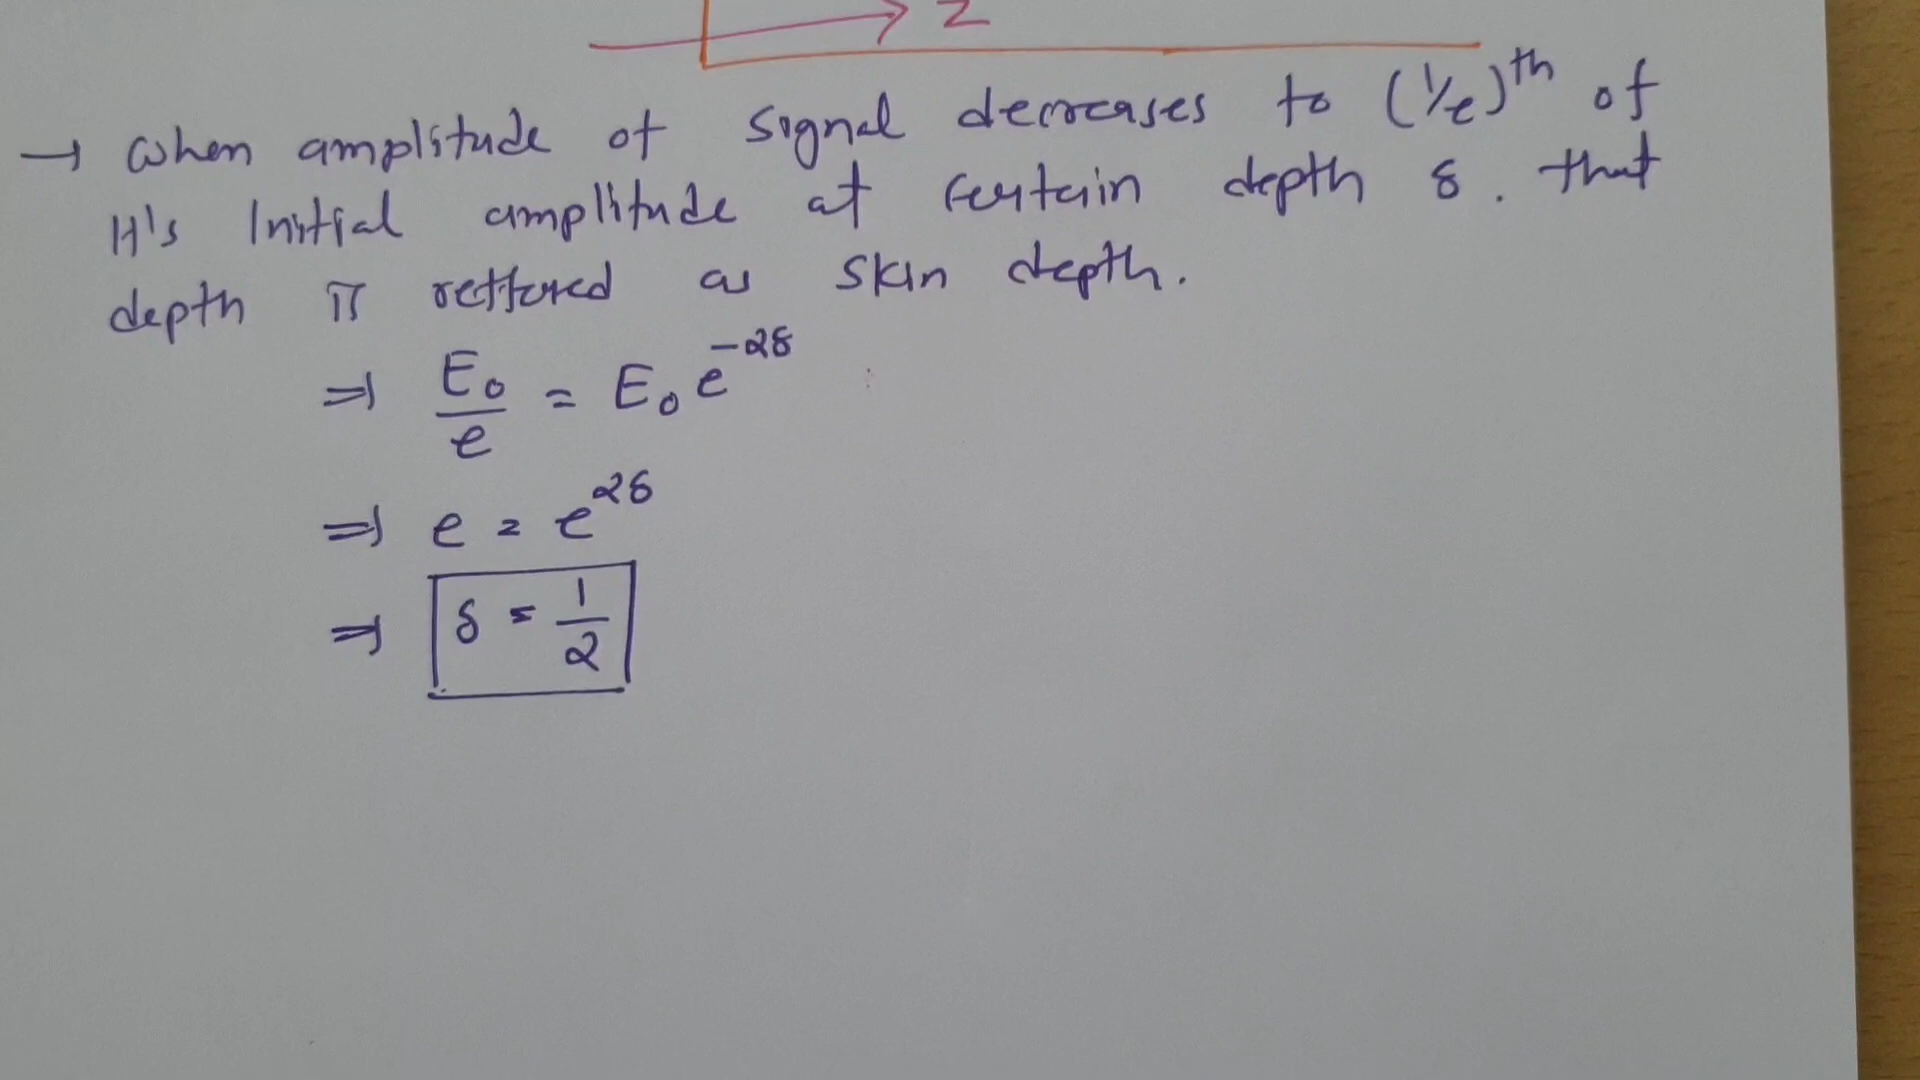 z
→ when amplitude of signal decreases to (1/e)^th of
It's Initial amplitude at certain depth δ. that
depth is reffered as skin depth.
⇒ E₀/e = E₀ e^-αδ
⇒ e = e^αδ
⇒ δ = 1/α